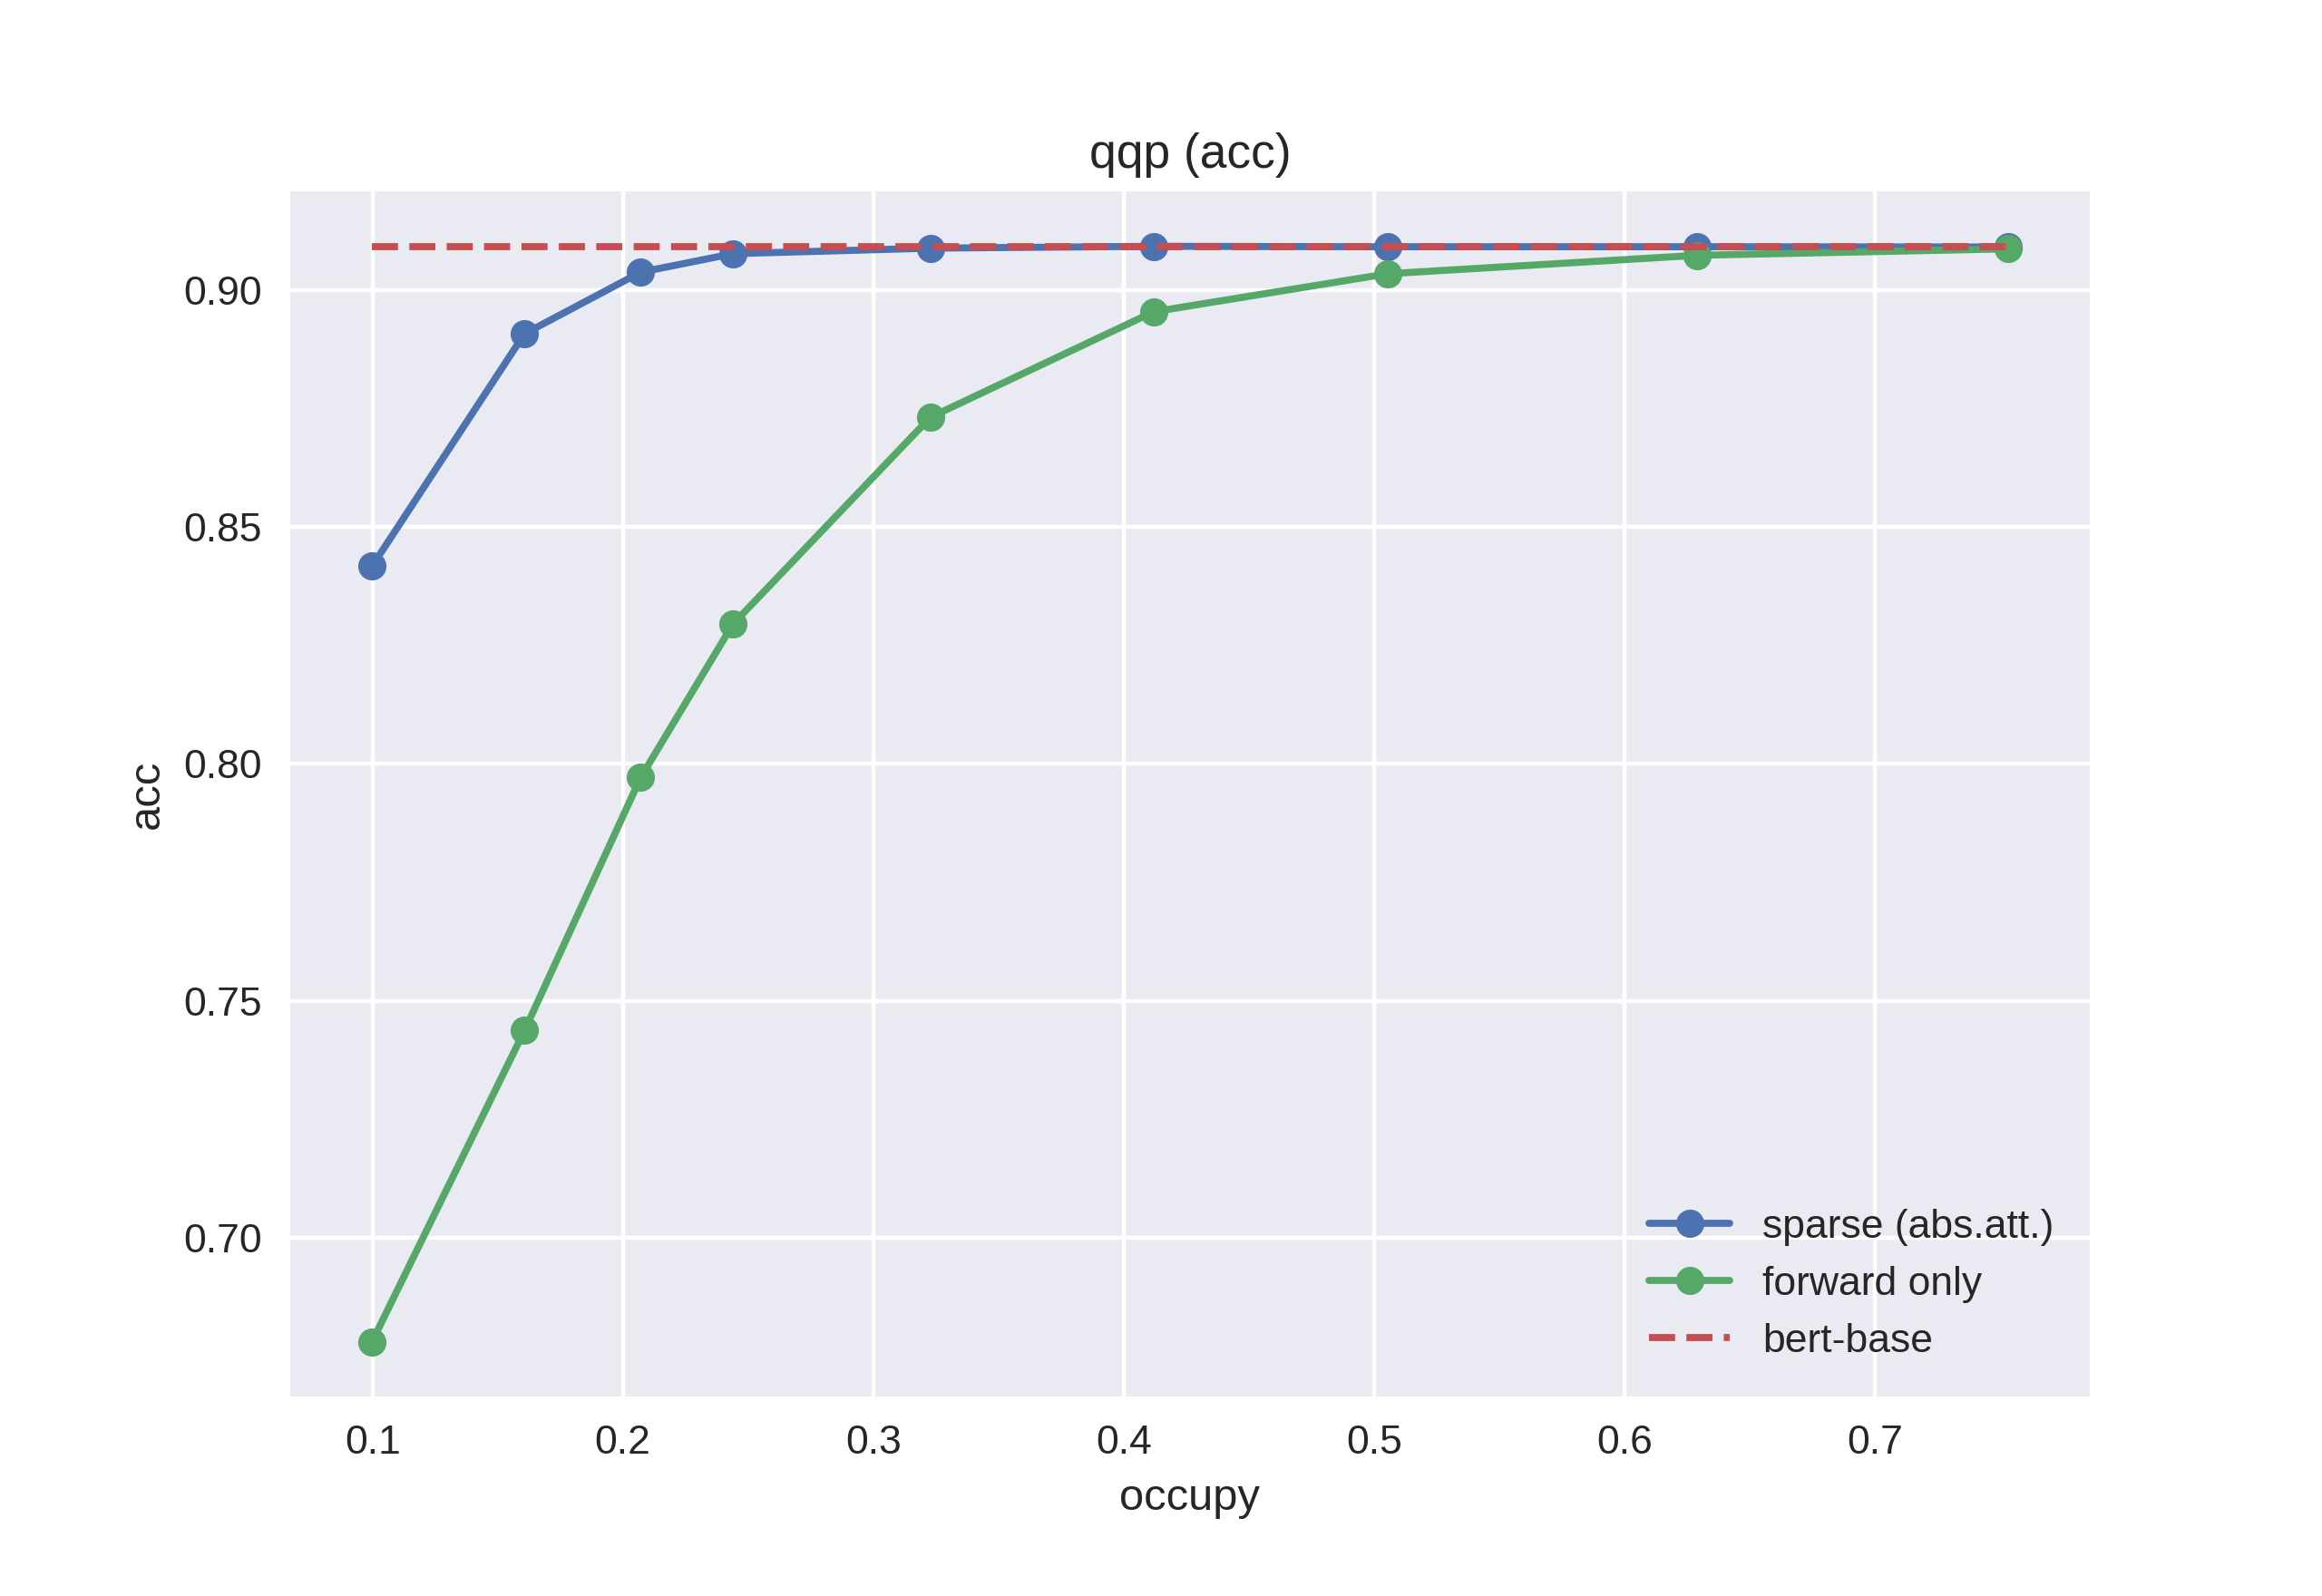 qqp (acc)
acc
0.90
0.85
0.80
0.75
0.70
0.1 0.2 0.3 0.4 0.5 0.6 0.7
occupy
sparse (abs.att.)
forward only
bert-base